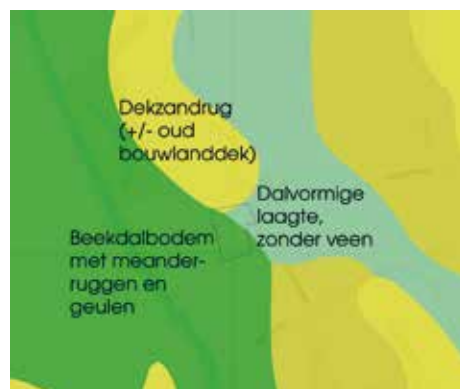 Dekzandrug
(+/- oud
bouwlanddek)
Dalvormige
laagte,
zonder veen
Beekdalbodem
met meander-
ruggen en
geulen